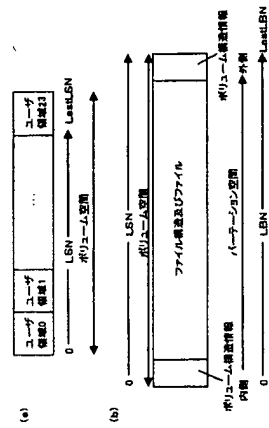 (a)
ユーザ
領域0
ユーザ
領域1
...
ユーザ
領域23
0 LSN LastLSN
ボリューム空間
(b)
0 LSN LastLSN
ボリューム空間
ファイル構造及びファイル
ボリューム構造情報
ボリューム構造情報
内側
パーテーション空間
外側
0 LBN LastLBN